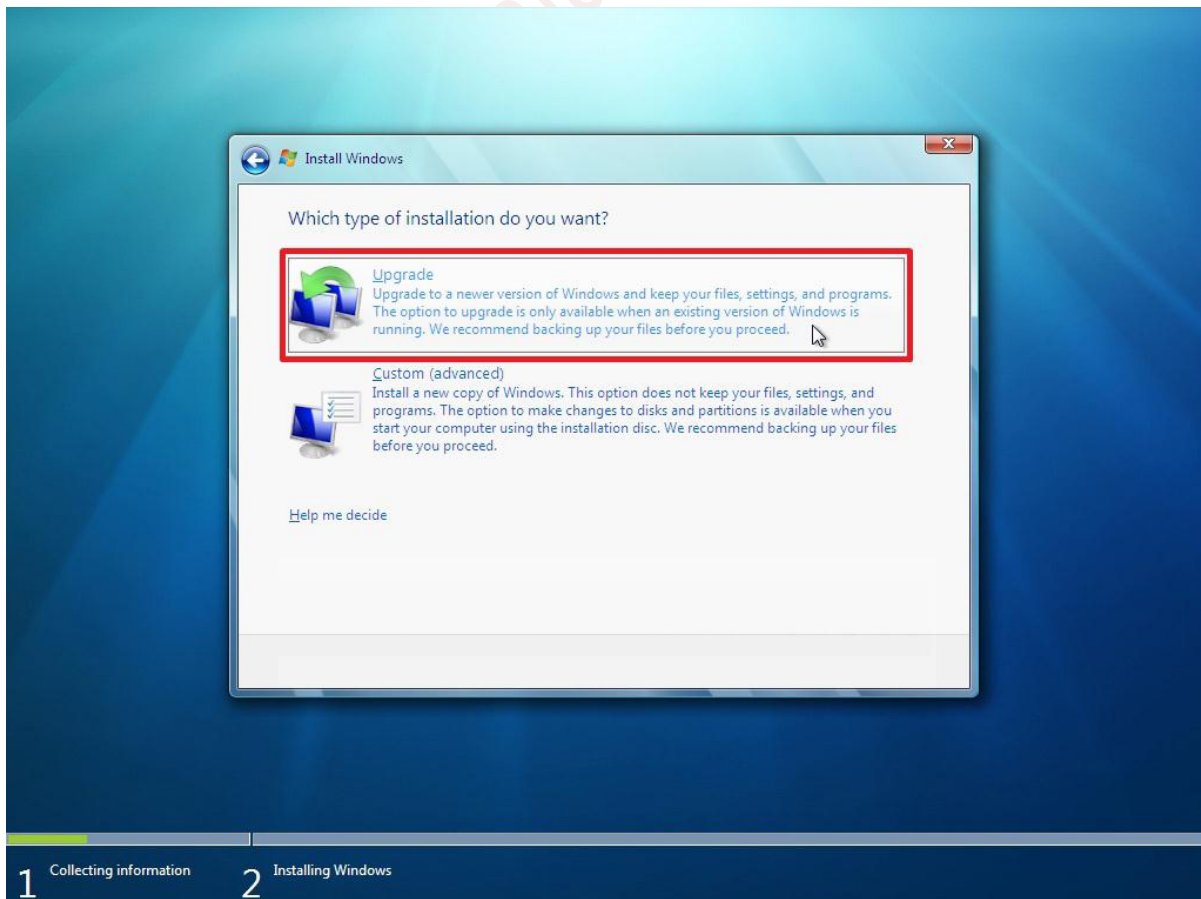 Install Windows
Which type of installation do you want?
Upgrade
Upgrade to a newer version of Windows and keep your files, settings, and programs.
The option to upgrade is only available when an existing version of Windows is
running. We recommend backing up your files before you proceed.
Custom (advanced)
Install a new copy of Windows. This option does not keep your files, settings, and
programs. The option to make changes to disks and partitions is available when you
start your computer using the installation disc. We recommend backing up your files
before you proceed.
Help me decide
1 Collecting information
2 Installing Windows